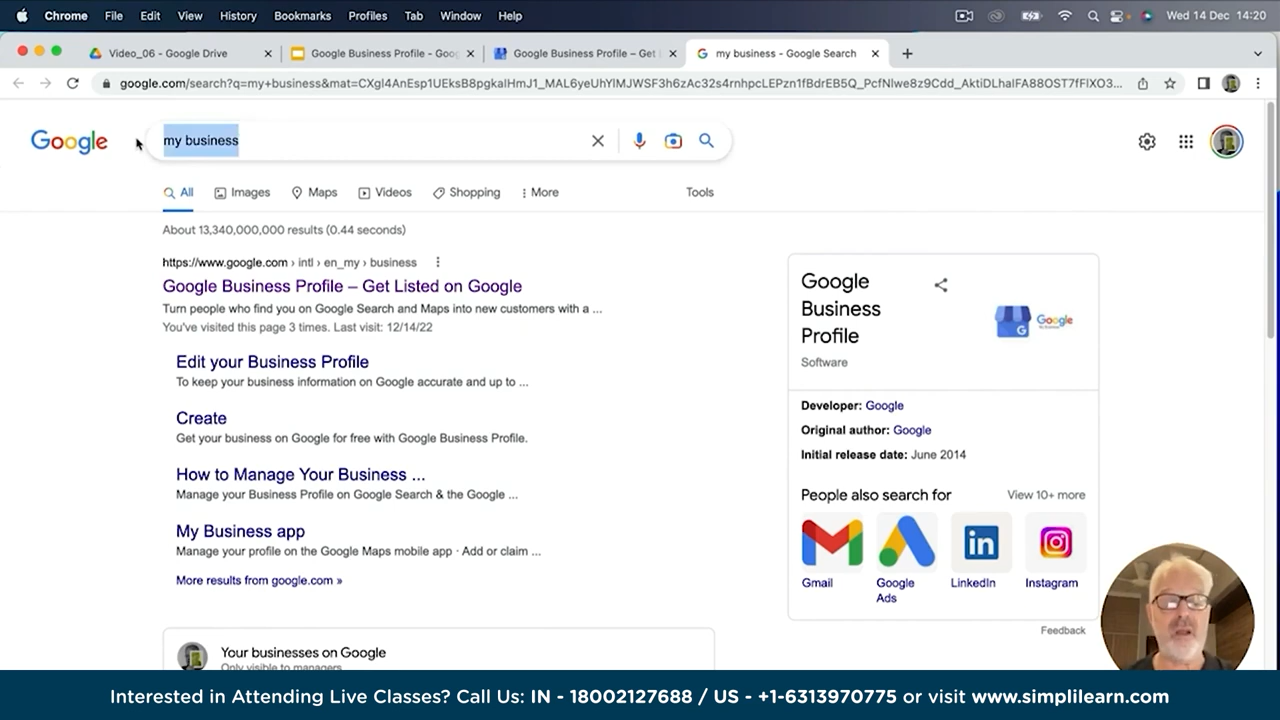 Chrome File Edit View History Bookmarks Profiles Tab Window Help Wed 14 Dec 14:20
Video_06 - Google Drive Google Business Profile - Goo Google Business Profile – Get L my business - Google Search
google.com/search?q=my+business&mat=
Google my business
All Images Maps Videos Shopping More Tools
About 13,340,000,000 results (0.44 seconds)
https://www.google.com › intl › en_my › business
Google Business Profile – Get Listed on Google
Turn people who find you on Google Search and Maps into new customers with a ...
You've visited this page 3 times. Last visit: 12/14/22
Edit your Business Profile
To keep your business information on Google accurate and up to ...
Create
Get your business on Google for free with Google Business Profile.
How to Manage Your Business ...
Manage your Business Profile on Google Search & the Google ...
My Business app
Manage your profile on the Google Maps mobile app · Add or claim ...
More results from google.com »
Your businesses on Google
Only visible to managers
Google
Business
Profile
Software
G
Google
Developer: Google
Original author: Google
Initial release date: June 2014
People also search for View 10+ more
Gmail Google Ads LinkedIn Instagram
Feedback
Interested in Attending Live Classes? Call Us: IN - 18002127688 / US - +1-6313970775 or visit www.simplilearn.com